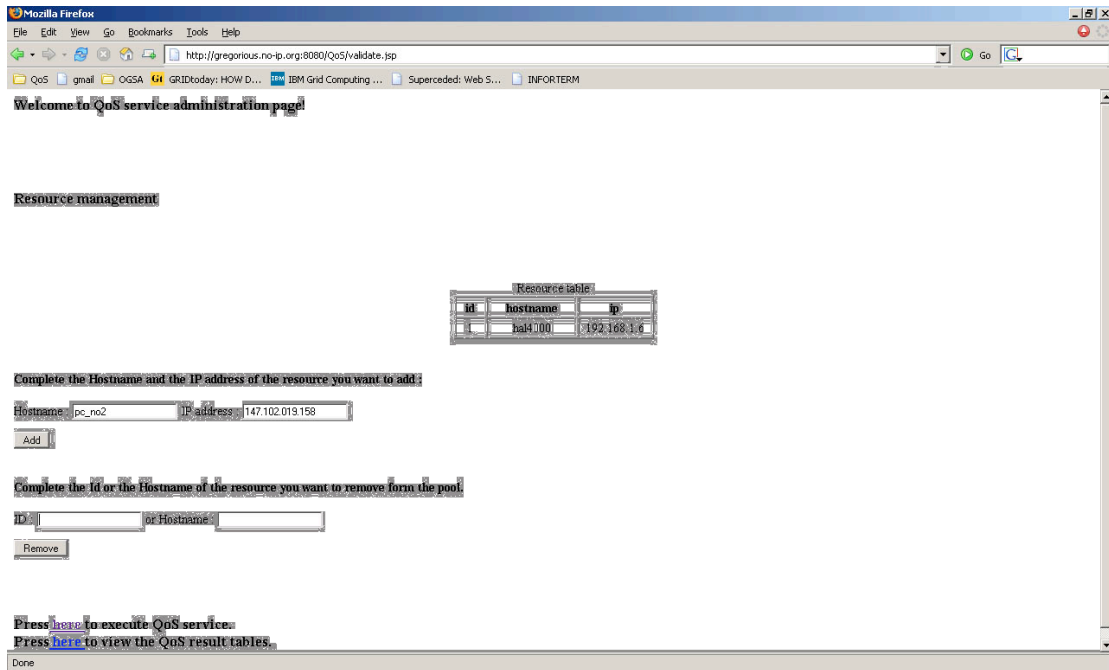 Mozilla Firefox
File Edit View Go Bookmarks Tools Help
http://gregorious.no-ip.org:8080/QoS/validate.jsp Go
QoS gmail OGSA GRIDtoday: HOW D... IBM Grid Computing ... Superceded: Web S... INFORTERM
Welcome to QoS service administration page!
Resource management
Resource table
id hostname ip
1 hal4000 192.168.1.6
Complete the Hostname and the IP address of the resource you want to add :
Hostname : pc_no2 IP address : 147.102.019.158
Add
Complete the Id or the Hostname of the resource you want to remove form the pool.
ID : or Hostname :
Remove
Press here to execute QoS service.
Press here to view the QoS result tables.
Done